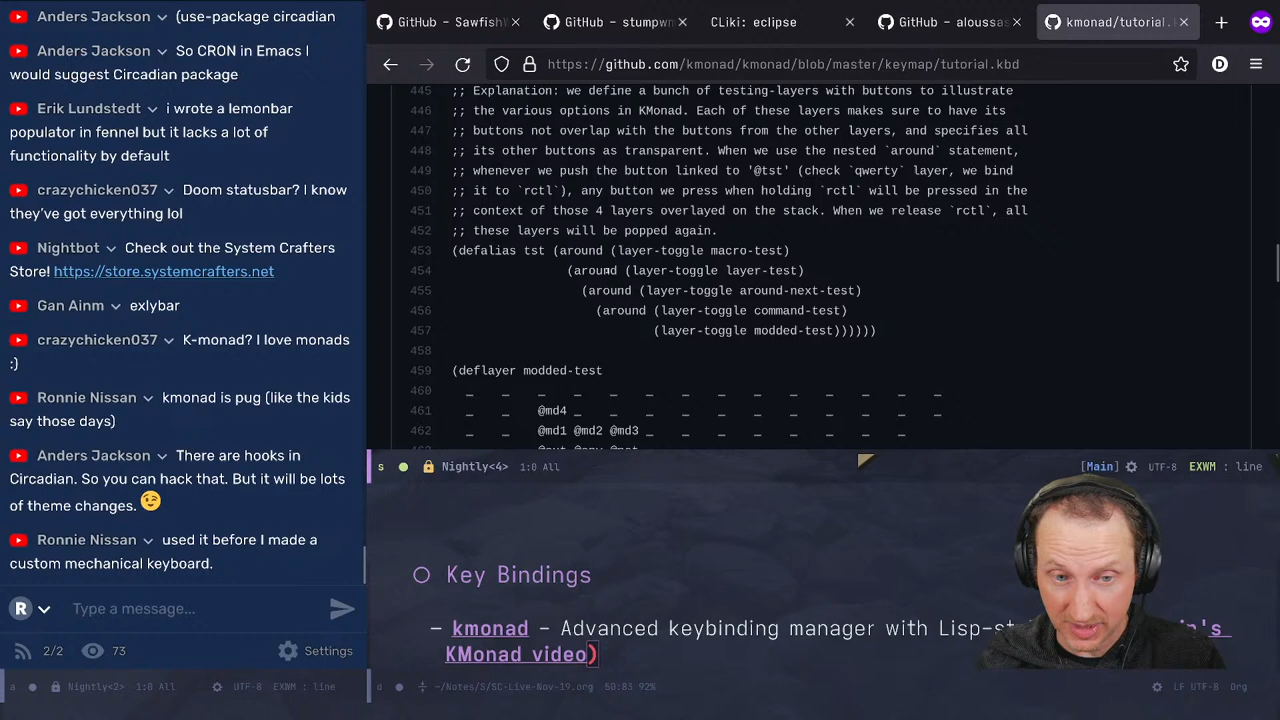 Anders Jackson (use-package circadian
Anders Jackson So CRON in Emacs I
would suggest Circadian package
Erik Lundstedt i wrote a lemonbar
populator in fennel but it lacks a lot of
functionality by default
crazychicken037 Doom statusbar? I know
they've got everything lol
Nightbot Check out the System Crafters
Store! https://store.systemcrafters.net
Gan Ainm exlybar
crazychicken037 K-monad? I love monads
:)
Ronnie Nissan kmonad is pug (like the kids
say those days)
Anders Jackson There are hooks in
Circadian. So you can hack that. But it will be lots
of theme changes. 😉
Ronnie Nissan used it before I made a
custom mechanical keyboard.
R Type a message...
2/2 73 Settings
a Nightly<2> 1:0 All UTF-8 EXWM : line
GitHub – SawfishW GitHub – stumpwm CLiki: eclipse GitHub – aloussas kmonad/tutorial.
https://github.com/kmonad/kmonad/blob/master/keymap/tutorial.kbd D
445 ;; Explanation: we define a bunch of testing-layers with buttons to illustrate
446 ;; the various options in KMonad. Each of these layers makes sure to have its
447 ;; buttons not overlap with the buttons from the other layers, and specifies all
448 ;; its other buttons as transparent. When we use the nested `around` statement,
449 ;; whenever we push the button linked to '@tst' (check `qwerty` layer, we bind
450 ;; it to `rctl`), any button we press when holding `rctl` will be pressed in the
451 ;; context of those 4 layers overlayed on the stack. When we release `rctl`, all
452 ;; these layers will be popped again.
453 (defalias tst (around (layer-toggle macro-test)
454 (around (layer-toggle layer-test)
455 (around (layer-toggle around-next-test)
456 (around (layer-toggle command-test)
457 (layer-toggle modded-test))))))
458
459 (deflayer modded-test
460 _ _ _ _ _ _ _ _ _ _ _ _ _ _
461 _ _ @md4 _ _ _ _ _ _ _ _ _ _ _
462 _ _ @md1 @md2 @md3 _ _ _ _ _ _ _ _
s Nightly<4> 1:0 All [Main] UTF-8 EXWM : line
Key Bindings
– kmonad – Advanced keybinding manager with Lisp-st in's
KMonad video)
d ~/Notes/S/SC-Live-Nov-19.org 50:83 92% LF UTF-8 Org